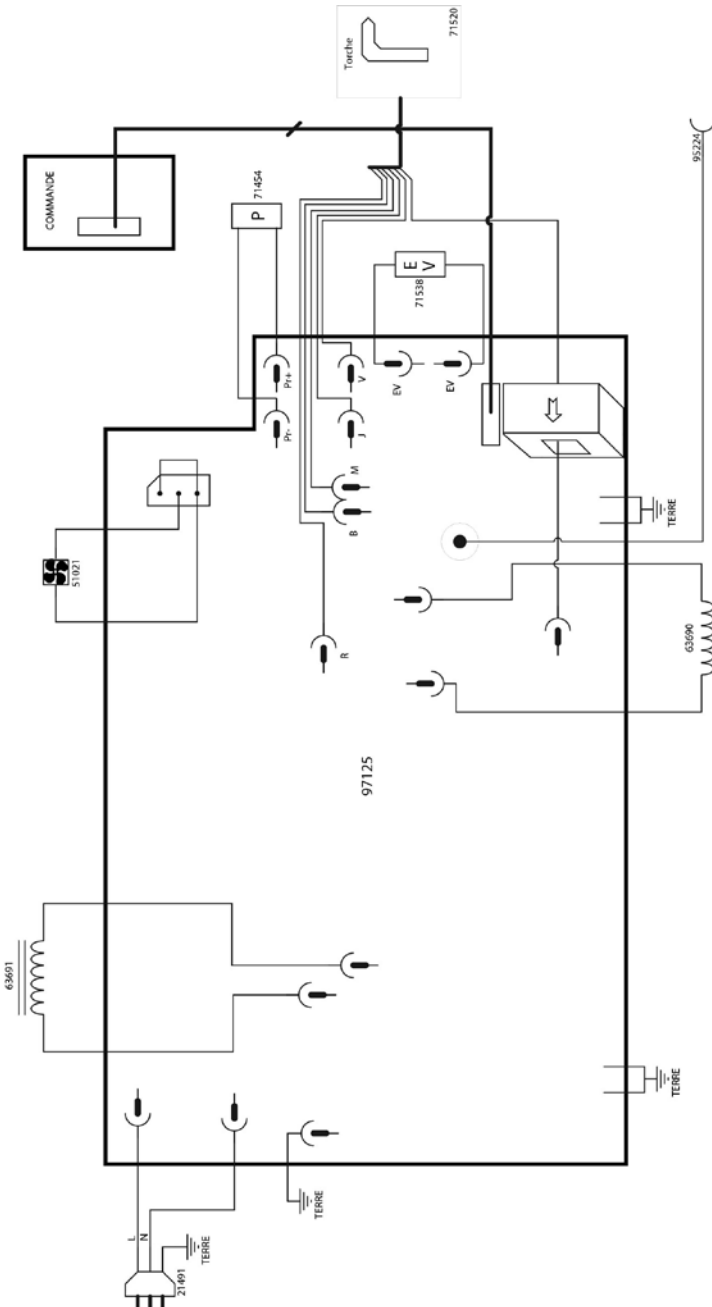 71520
Torche
COMMANDE
P
71454
95224
E V
71538
Pr+
Pr-
V
J
EV
EV
M
B
51021
TERRE
R
63690
97125
63691
TERRE
L
N
TERRE
TERRE
21491